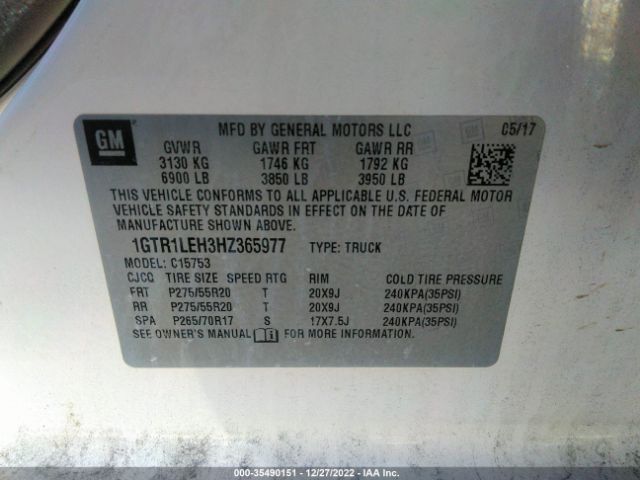 GM
MFD BY GENERAL MOTORS LLC 05/17
GVWR GAWR FRT GAWR RR
3130 KG 1746 KG 1792 KG
6900 LB 3850 LB 3950 LB
THIS VEHICLE CONFORMS TO ALL APPLICABLE U.S. FEDERAL MOTOR
VEHICLE SAFETY STANDARDS IN EFFECT ON THE DATE OF
MANUFACTURE SHOWN ABOVE.
1GTR1LEH3HZ365977 TYPE: TRUCK
MODEL: C15753
CJCQ TIRE SIZE SPEED RTG RIM COLD TIRE PRESSURE
FRT P275/55R20 T 20X9J 240KPA(35PSI)
RR P275/55R20 T 20X9J 240KPA(35PSI)
SPA P265/70R17 S 17X7.5J 240KPA(35PSI)
SEE OWNER'S MANUAL FOR MORE INFORMATION.
000-35490151 - 12/27/2022 - IAA Inc.